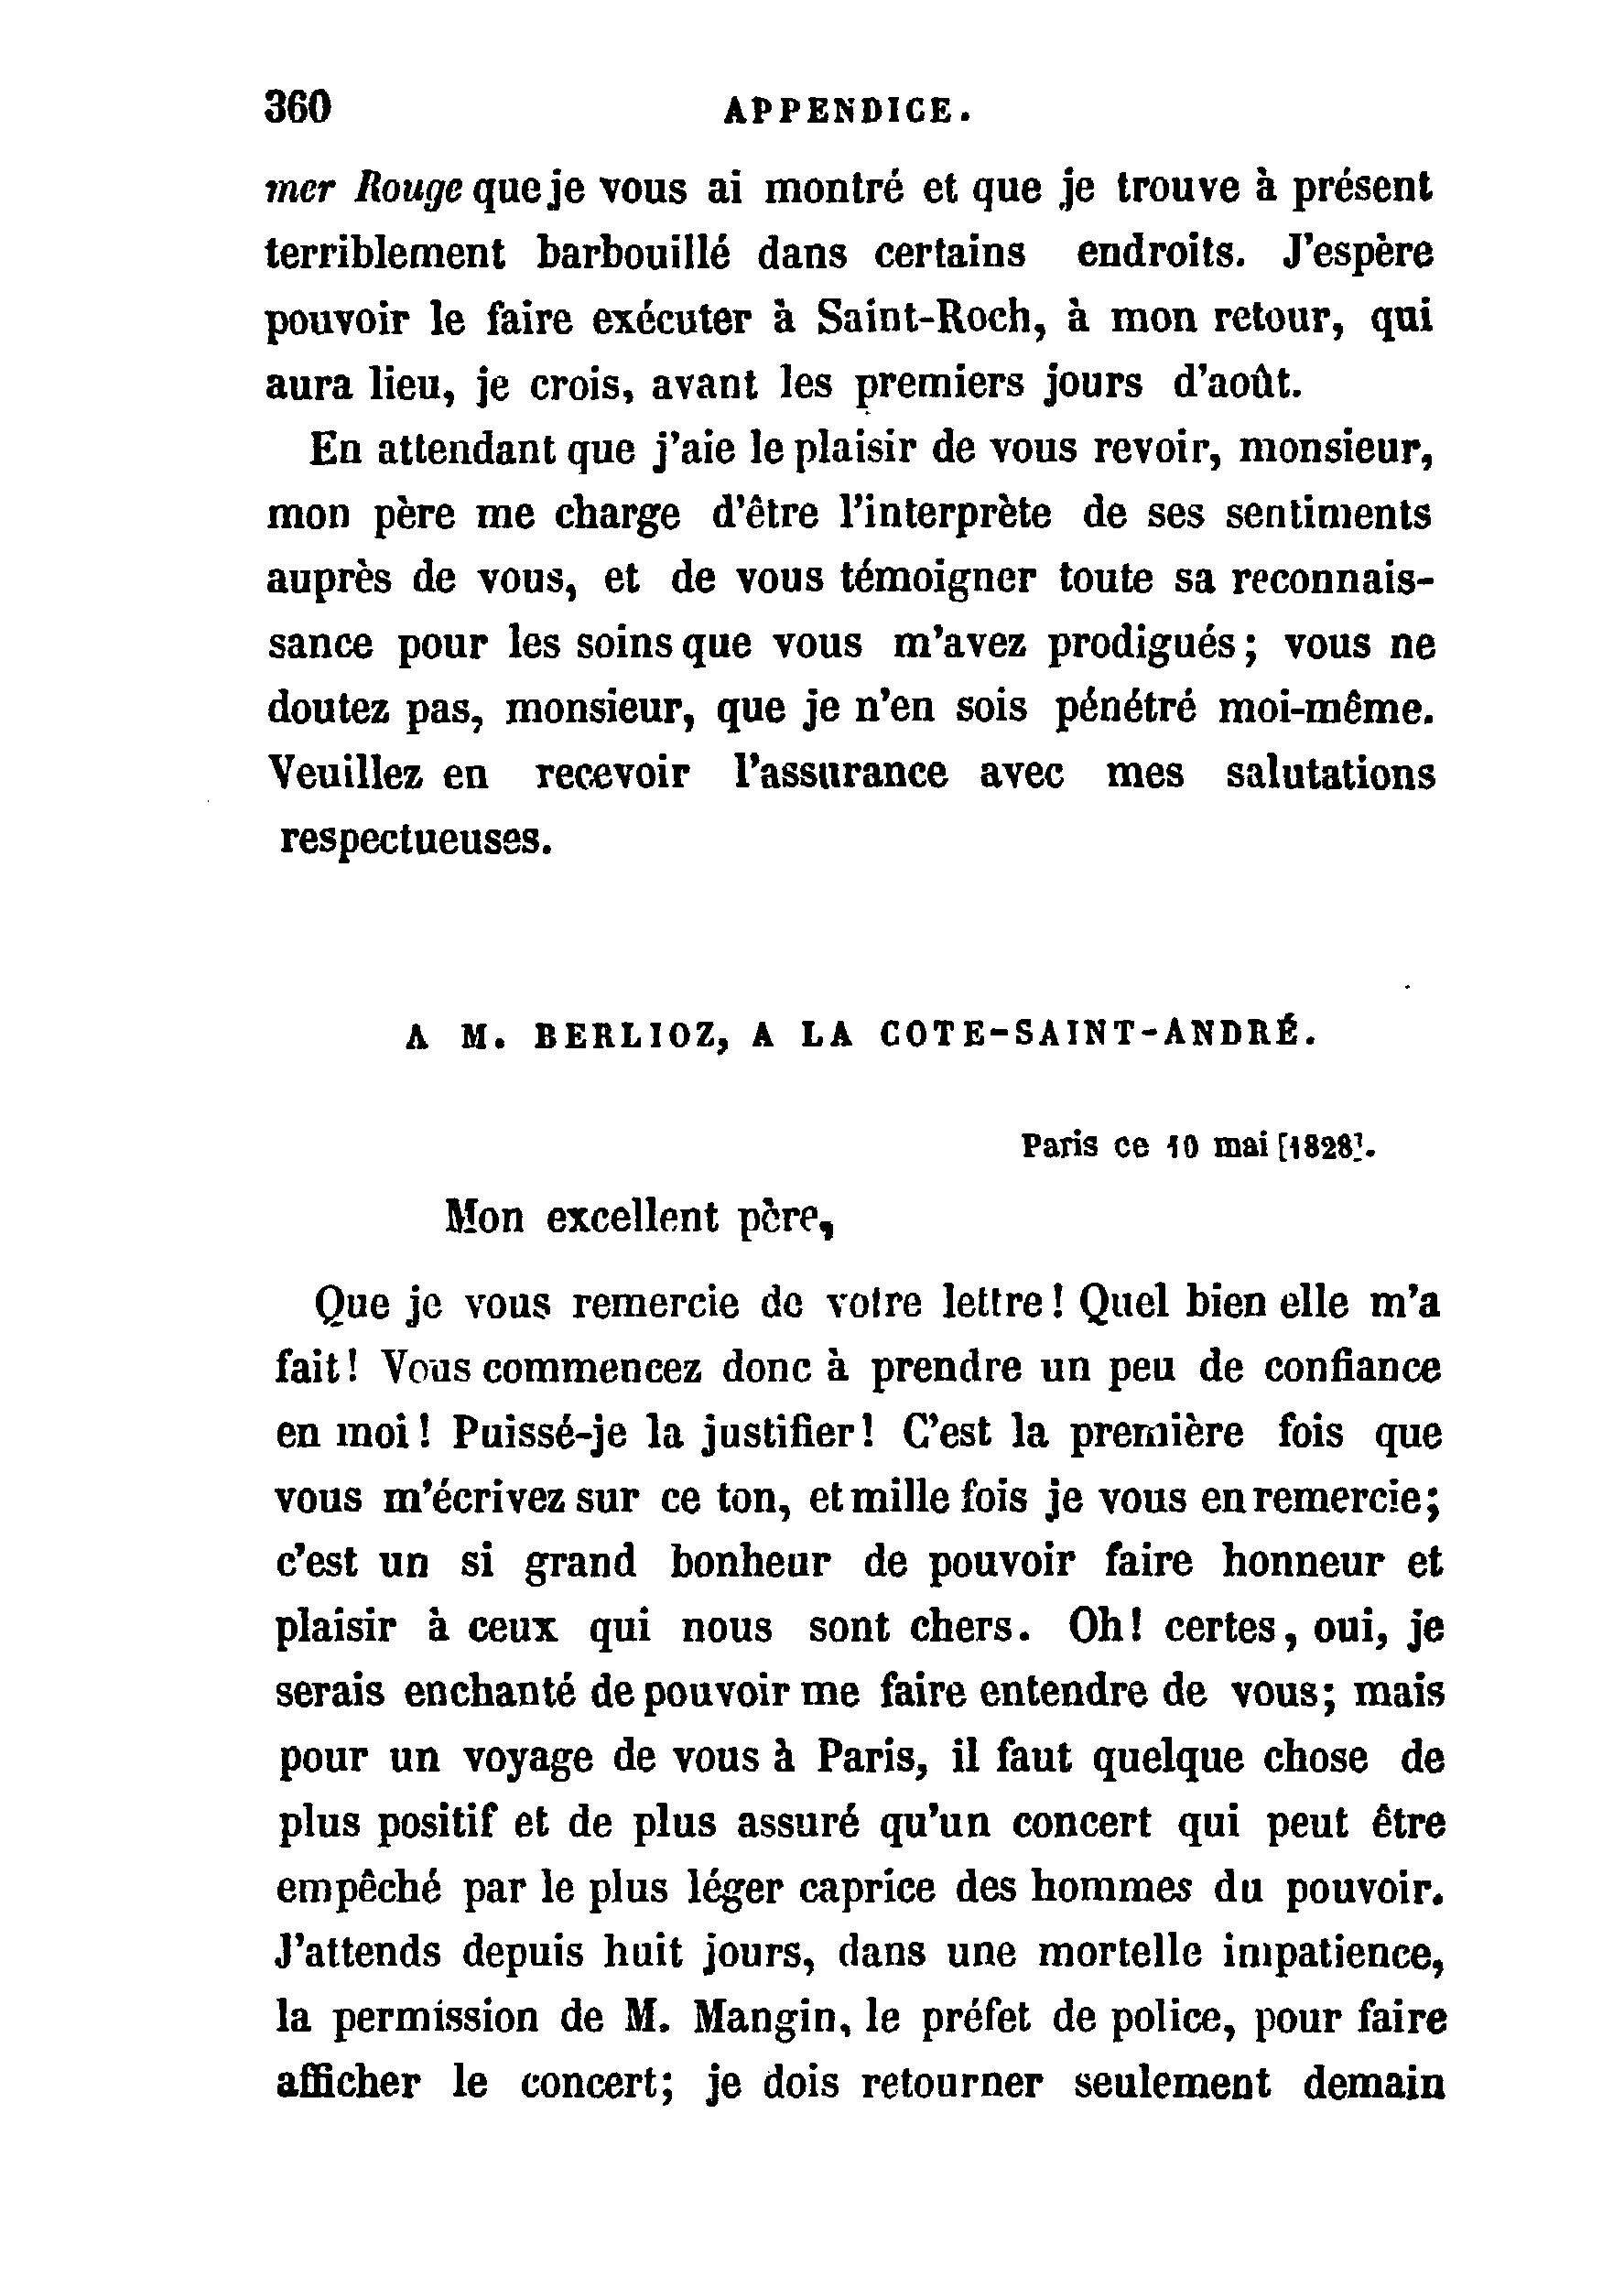 360 APPENDICE.
mer Rouge que je vous ai montré et que je trouve à présent
terriblement barbouillé dans certains endroits. J'espère
pouvoir le faire exécuter à Saint-Roch, à mon retour, qui
aura lieu, je crois, avant les premiers jours d'août.
En attendant que j'aie le plaisir de vous revoir, monsieur,
mon père me charge d'être l'interprète de ses sentiments
auprès de vous, et de vous témoigner toute sa reconnais-
sance pour les soins que vous m'avez prodigués; vous ne
doutez pas, monsieur, que je n'en sois pénétré moi-même.
Veuillez en recevoir l'assurance avec mes salutations
respectueuses.
A M. BERLIOZ, A LA COTE-SAINT-ANDRÉ.
Paris ce 10 mai [1828].
Mon excellent père,
Que je vous remercie de votre lettre! Quel bien elle m'a
fait! Vous commencez donc à prendre un peu de confiance
en moi! Puissé-je la justifier! C'est la première fois que
vous m'écrivez sur ce ton, et mille fois je vous en remercie;
c'est un si grand bonheur de pouvoir faire honneur et
plaisir à ceux qui nous sont chers. Oh! certes, oui, je
serais enchanté de pouvoir me faire entendre de vous; mais
pour un voyage de vous à Paris, il faut quelque chose de
plus positif et de plus assuré qu'un concert qui peut être
empêché par le plus léger caprice des hommes du pouvoir.
J'attends depuis huit jours, dans une mortelle impatience,
la permission de M. Mangin, le préfet de police, pour faire
afficher le concert; je dois retourner seulement demain